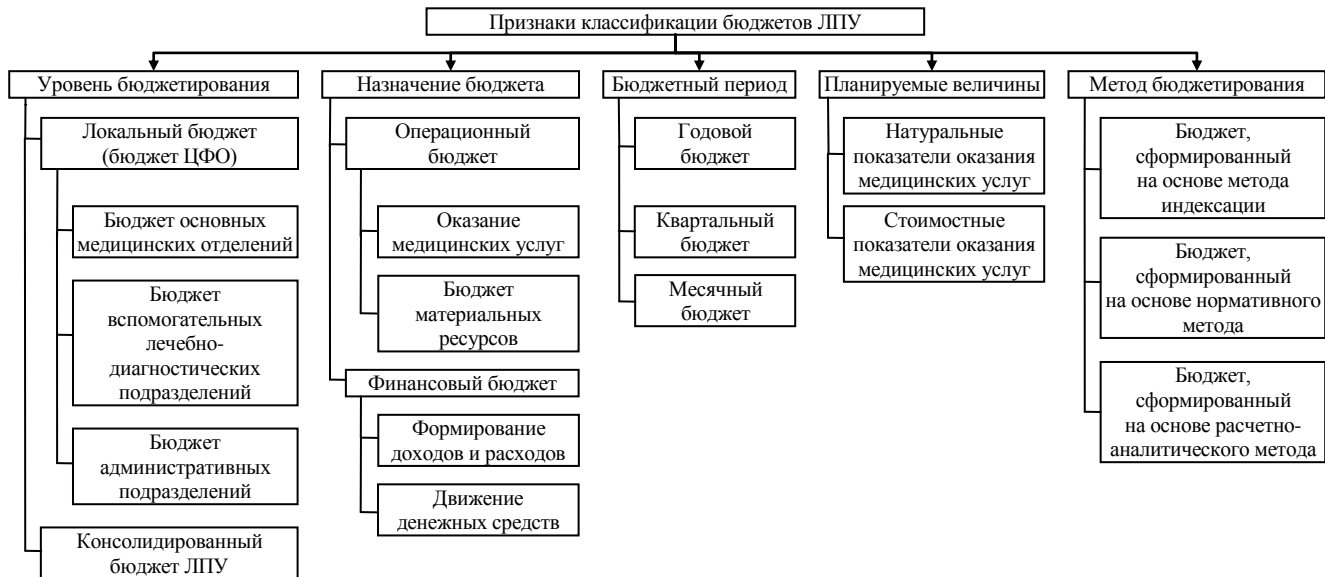 Признаки классификации бюджетов ЛПУ
Уровень бюджетирования
Локальный бюджет
(бюджет ЦФО)
Бюджет основных
медицинских отделений
Бюджет
вспомогательных
лечебно-
диагностических
подразделений
Бюджет
административных
подразделений
Консолидированный
бюджет ЛПУ
Назначение бюджета
Операционный
бюджет
Оказание
медицинских услуг
Бюджет
материальных
ресурсов
Финансовый бюджет
Формирование
доходов и расходов
Движение
денежных средств
Бюджетный период
Годовой
бюджет
Квартальный
бюджет
Месячный
бюджет
Планируемые величины
Натуральные
показатели оказания
медицинских услуг
Стоимостные
показатели оказания
медицинских услуг
Метод бюджетирования
Бюджет,
сформированный
на основе метода
индексации
Бюджет,
сформированный
на основе нормативного
метода
Бюджет,
сформированный
на основе расчетно-
аналитического метода